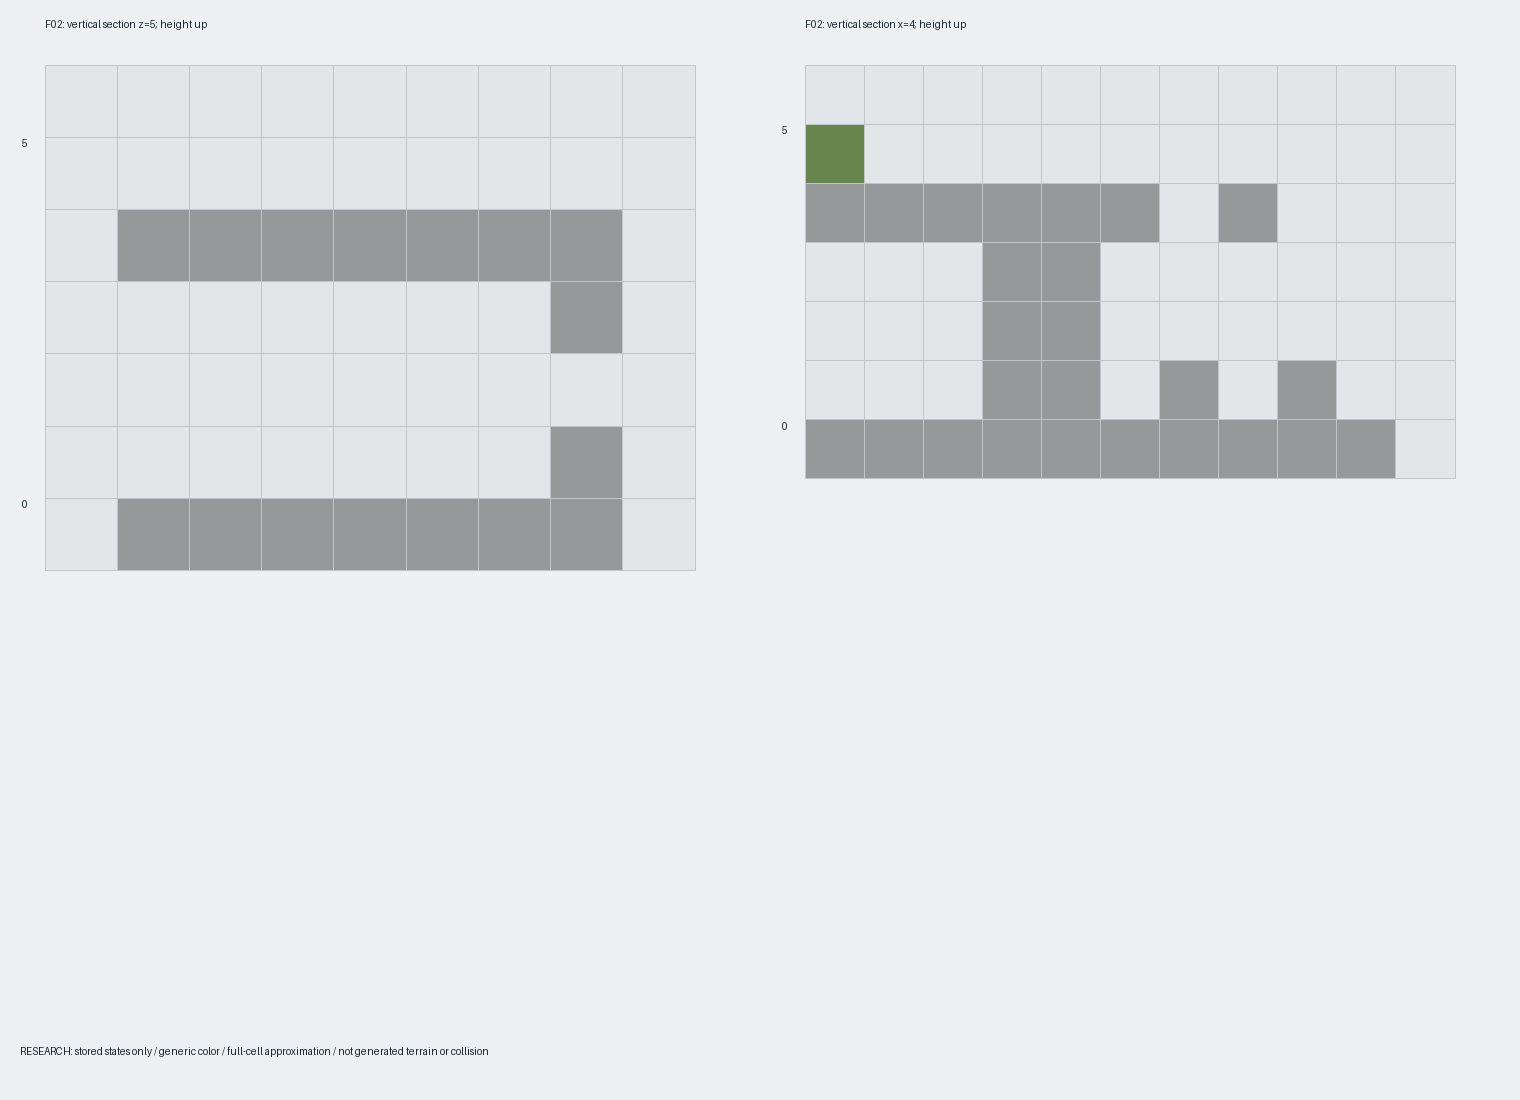 F02: vertical section z=5; height up
F02: vertical section x=4; height up
5
5
0
0
RESEARCH: stored states only / generic color / full-cell approximation / not generated terrain or collision